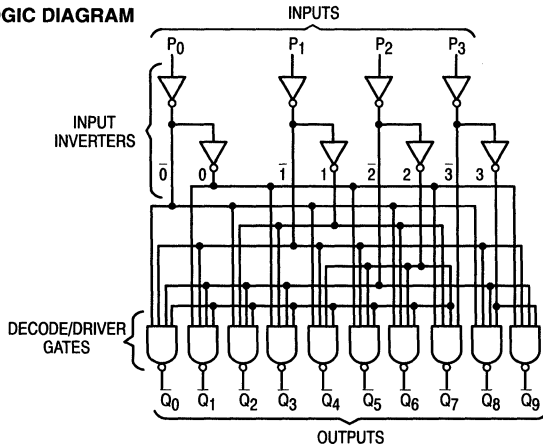 OGIC DIAGRAM
INPUTS
P0 P1 P2 P3
INPUT
INVERTERS
0̅ 0 1̅ 1 2̅ 2 3̅ 3
DECODE/DRIVER
GATES
Q̅0 Q̅1 Q̅2 Q̅3 Q̅4 Q̅5 Q̅6 Q̅7 Q̅8 Q̅9
OUTPUTS